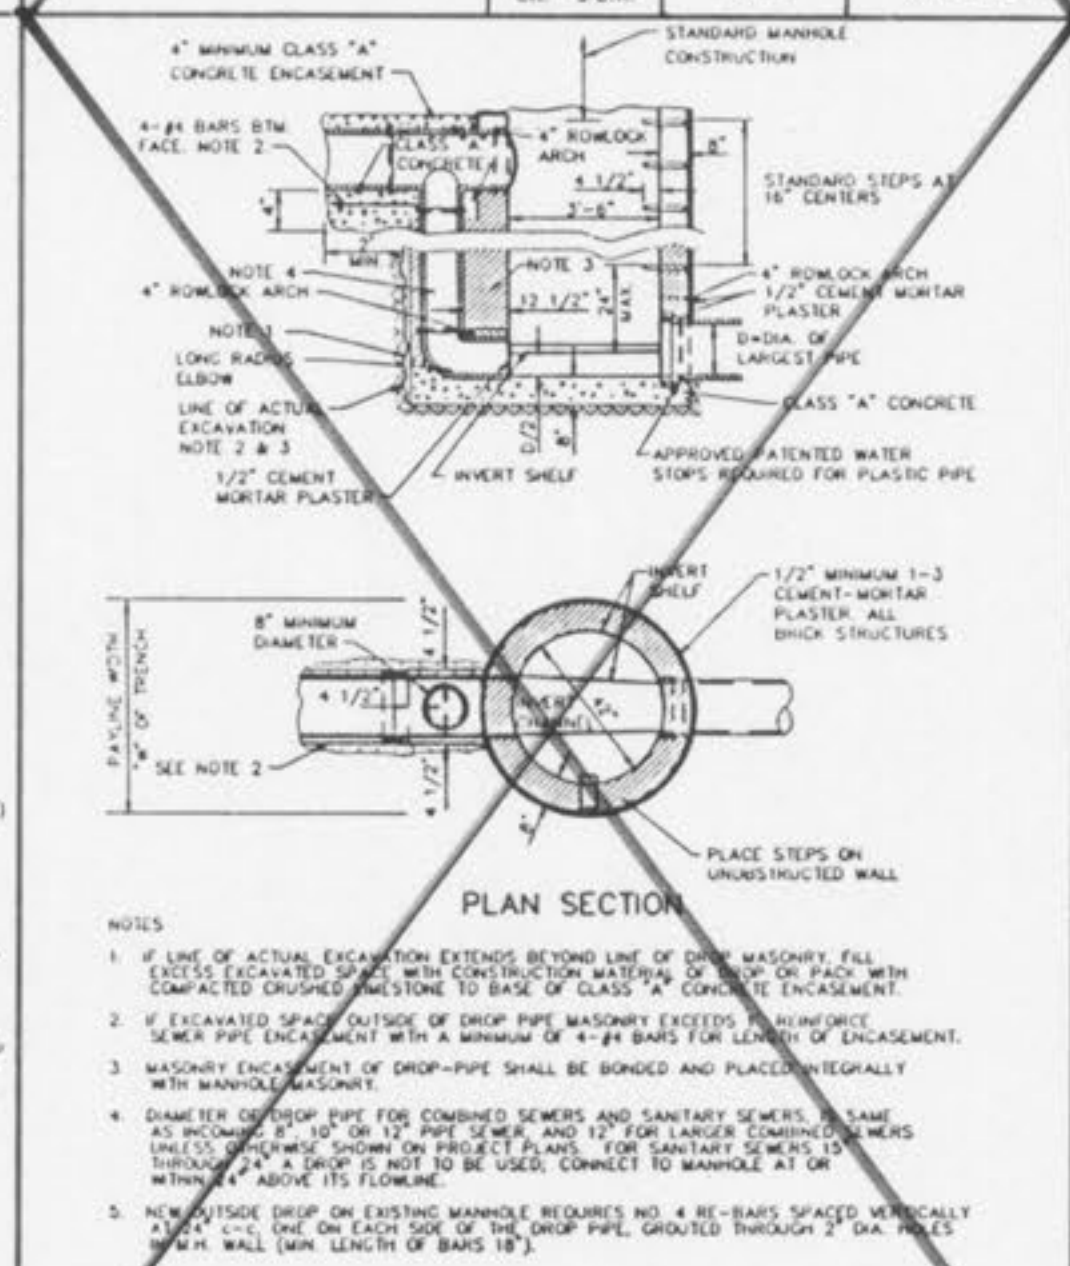 STANDARD MANHOLE
CONSTRUCTION
4" MINIMUM CLASS "A"
CONCRETE ENCASEMENT
4-#4 BARS BTM.
FACE, NOTE 2
CLASS "A"
CONCRETE
4" ROWLOCK
ARCH
8"
4 1/2"
3'-6"
STANDARD STEPS AT
16" CENTERS
4"
2"
MIN
NOTE 4
NOTE 3
4" ROWLOCK ARCH
12 1/2"
24"
MAX.
4" ROWLOCK ARCH
1/2" CEMENT MORTAR
PLASTER
NOTE 1
D=DIA. OF
LARGEST PIPE
LONG RADIUS
ELBOW
LINE OF ACTUAL
EXCAVATION
NOTE 2 & 3
CLASS "A" CONCRETE
D/2
8"
1/2" CEMENT
MORTAR PLASTER
INVERT SHELF
APPROVED PATENTED WATER
STOPS REQUIRED FOR PLASTIC PIPE
INVERT
SHELF
1/2" MINIMUM 1-3
CEMENT-MORTAR
PLASTER ALL
BRICK STRUCTURES
8" MINIMUM
DIAMETER
4 1/2"
PAYLINE WIDTH
"W" OF TRENCH
4 1/2"
INVERT
CHANNEL
SEE NOTE 2
4 1/2"
8"
PLACE STEPS ON
UNOBSTRUCTED WALL
PLAN SECTION
NOTES
1. IF LINE OF ACTUAL EXCAVATION EXTENDS BEYOND LINE OF DROP MASONRY, FILL
EXCESS EXCAVATED SPACE WITH CONSTRUCTION MATERIAL OF DROP OR PACK WITH
COMPACTED CRUSHED LIMESTONE TO BASE OF CLASS "A" CONCRETE ENCASEMENT.
2. IF EXCAVATED SPACE OUTSIDE OF DROP PIPE MASONRY EXCEEDS REINFORCE
SEWER PIPE ENCASEMENT WITH A MINIMUM OF 4-#4 BARS FOR LENGTH OF ENCASEMENT.
3. MASONRY ENCASEMENT OF DROP-PIPE SHALL BE BONDED AND PLACED INTEGRALLY
WITH MANHOLE MASONRY.
4. DIAMETER OF DROP PIPE FOR COMBINED SEWERS AND SANITARY SEWERS, IS SAME
AS INCOMING 8", 10" OR 12" PIPE SEWER, AND 12" FOR LARGER COMBINED SEWERS
UNLESS OTHERWISE SHOWN ON PROJECT PLANS. FOR SANITARY SEWERS 15"
THROUGH 24" A DROP IS NOT TO BE USED; CONNECT TO MANHOLE AT OR
WITHIN 24" ABOVE ITS FLOWLINE.
5. NEW OUTSIDE DROP ON EXISTING MANHOLE REQUIRES NO. 4 RE-BARS SPACED VERTICALLY
AT 24" C-C, ONE ON EACH SIDE OF THE DROP PIPE, GROUTED THROUGH 2" DIA. HOLES
IN M.H. WALL (MIN. LENGTH OF BARS 18").